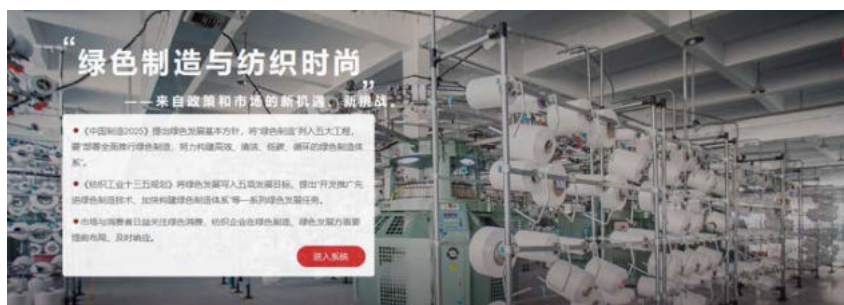 “绿色制造与纺织时尚”
——来自政策和市场的新机遇、新挑战。
●《中国制造2025》提出绿色发展基本方针，将“绿色制造”列入五大工程，
要“部署全面推行绿色制造，努力构建高效、清洁、低碳、循环的绿色制造体
系”。
●《纺织工业十三五规划》将绿色发展写入五项发展目标，提出“开发推广先
进绿色制造技术、加快构建绿色制造体系”等一系列绿色发展任务。
●市场与消费者日益关注绿色消费，纺织企业在绿色制造、绿色发展方面要
提前布局、及时响应。
进入系统